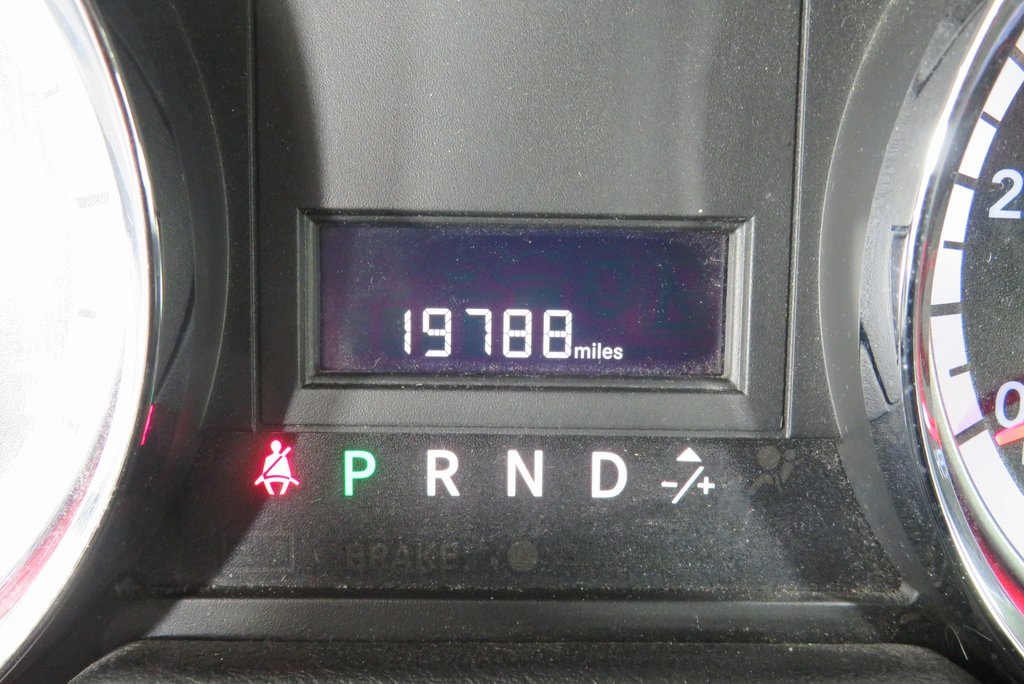 19788 miles
2
0
P R N D -/+
BRAKE